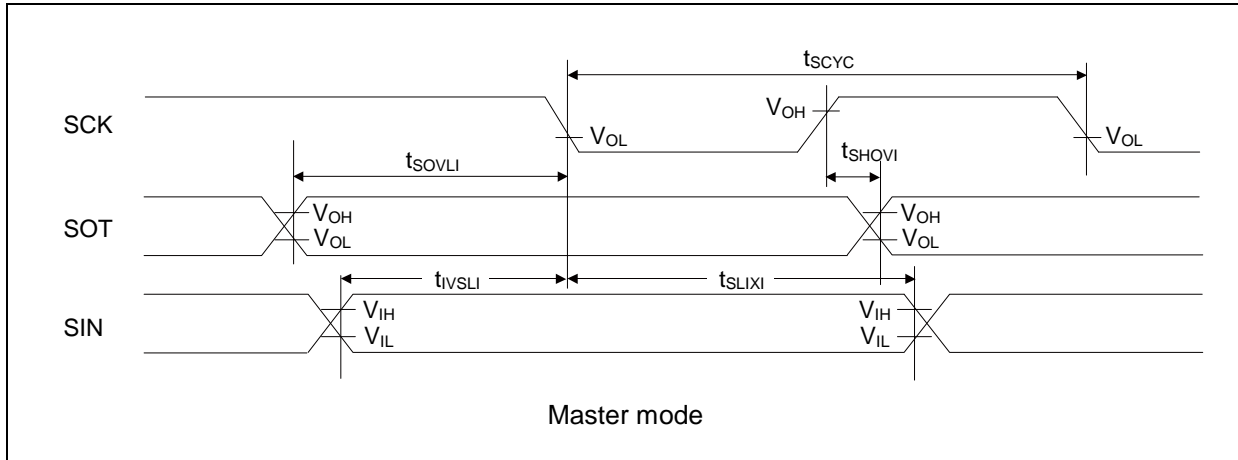 tSCYC
SCK
VOH
VOL
VOL
tSHOVI
tSOVLI
SOT
VOH
VOL
VOH
VOL
tIVSLI
tSLIXI
SIN
VIH
VIL
VIH
VIL
Master mode